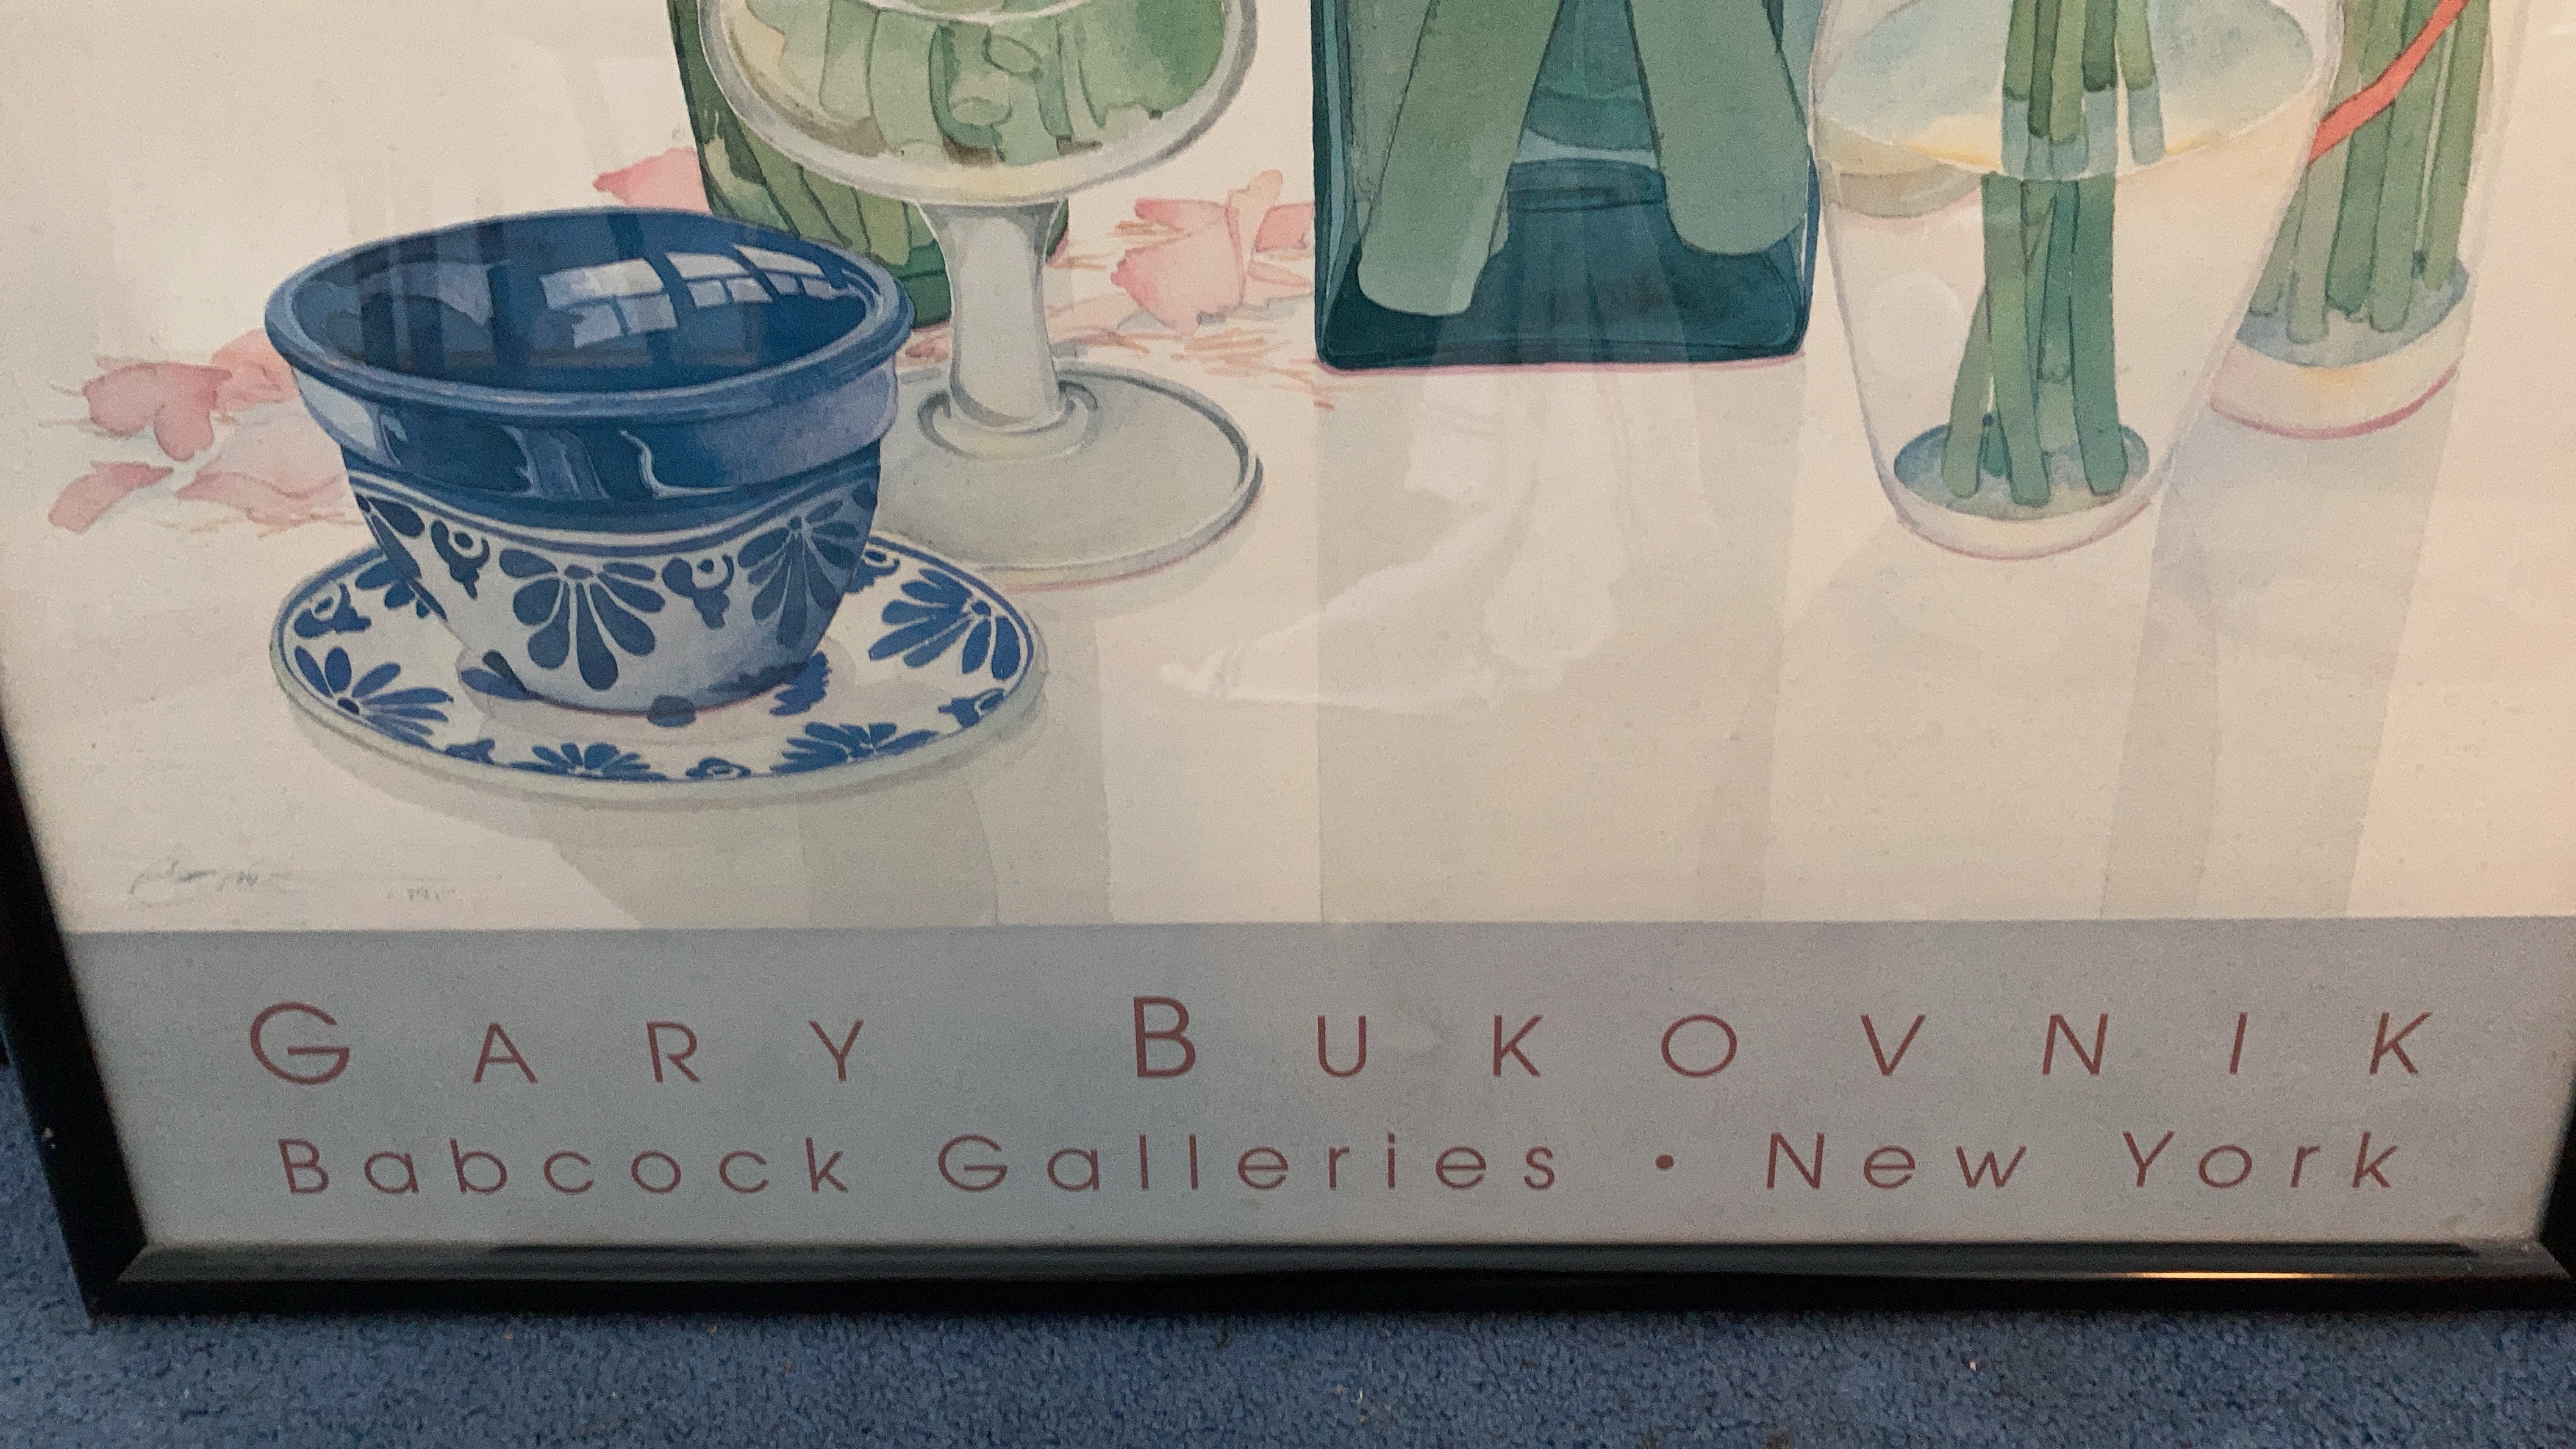 GARY BUKOVNIK
Babcock Galleries • New York